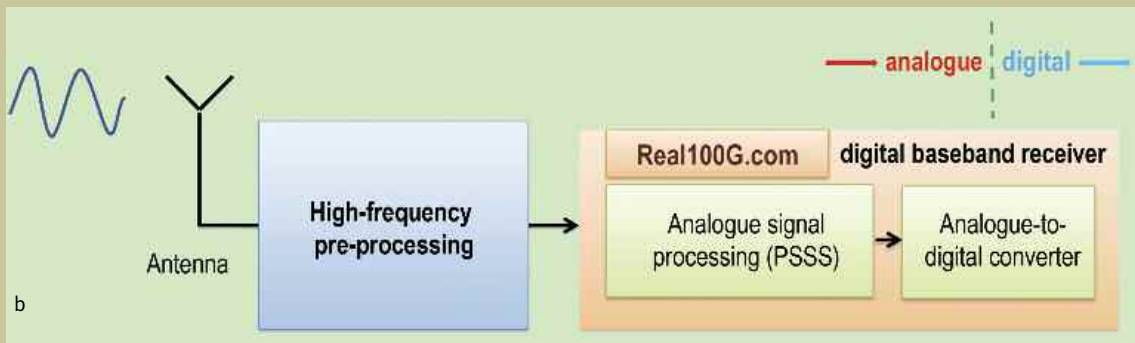 analogue digital
Real100G.com
digital baseband receiver
High-frequency
pre-processing
Analogue signal
processing (PSSS)
Analogue-to-
digital converter
Antenna
b